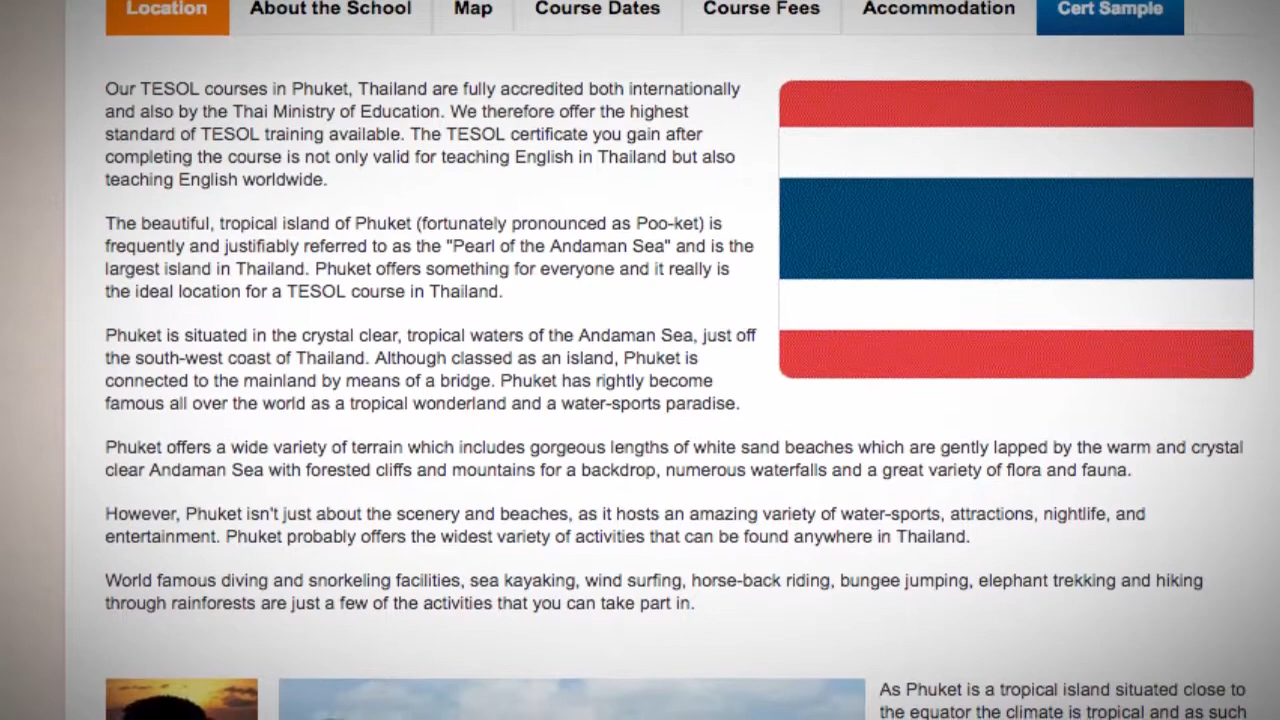 Location
About the School
Map
Course Dates
Course Fees
Accommodation
Cert Sample
Our TESOL courses in Phuket, Thailand are fully accredited both internationally
and also by the Thai Ministry of Education. We therefore offer the highest
standard of TESOL training available. The TESOL certificate you gain after
completing the course is not only valid for teaching English in Thailand but also
teaching English worldwide.
The beautiful, tropical island of Phuket (fortunately pronounced as Poo-ket) is
frequently and justifiably referred to as the "Pearl of the Andaman Sea" and is the
largest island in Thailand. Phuket offers something for everyone and it really is
the ideal location for a TESOL course in Thailand.
Phuket is situated in the crystal clear, tropical waters of the Andaman Sea, just off
the south-west coast of Thailand. Although classed as an island, Phuket is
connected to the mainland by means of a bridge. Phuket has rightly become
famous all over the world as a tropical wonderland and a water-sports paradise.
Phuket offers a wide variety of terrain which includes gorgeous lengths of white sand beaches which are gently lapped by the warm and crystal
clear Andaman Sea with forested cliffs and mountains for a backdrop, numerous waterfalls and a great variety of flora and fauna.
However, Phuket isn't just about the scenery and beaches, as it hosts an amazing variety of water-sports, attractions, nightlife, and
entertainment. Phuket probably offers the widest variety of activities that can be found anywhere in Thailand.
World famous diving and snorkeling facilities, sea kayaking, wind surfing, horse-back riding, bungee jumping, elephant trekking and hiking
through rainforests are just a few of the activities that you can take part in.
As Phuket is a tropical island situated close to
the equator the climate is tropical and as such